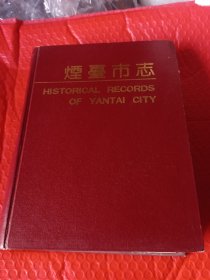 煙臺市志
HISTORICAL RECORDS
OF YANTAI CITY